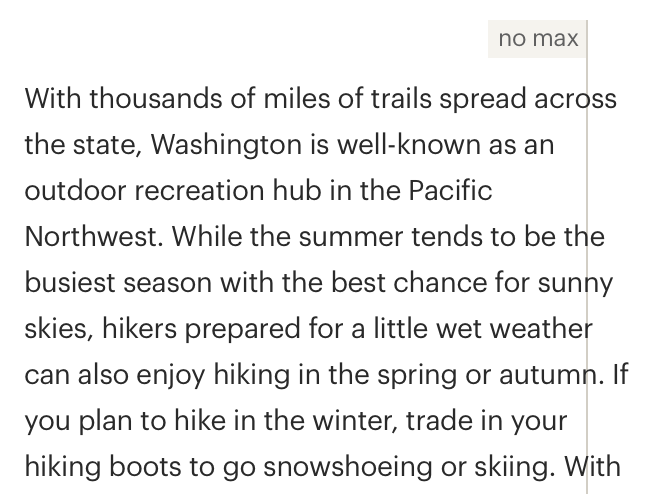 no max
With thousands of miles of trails spread across
the state, Washington is well-known as an
outdoor recreation hub in the Pacific
Northwest. While the summer tends to be the
busiest season with the best chance for sunny
skies, hikers prepared for a little wet weather
can also enjoy hiking in the spring or autumn. If
you plan to hike in the winter, trade in your
hiking boots to go snowshoeing or skiing. With